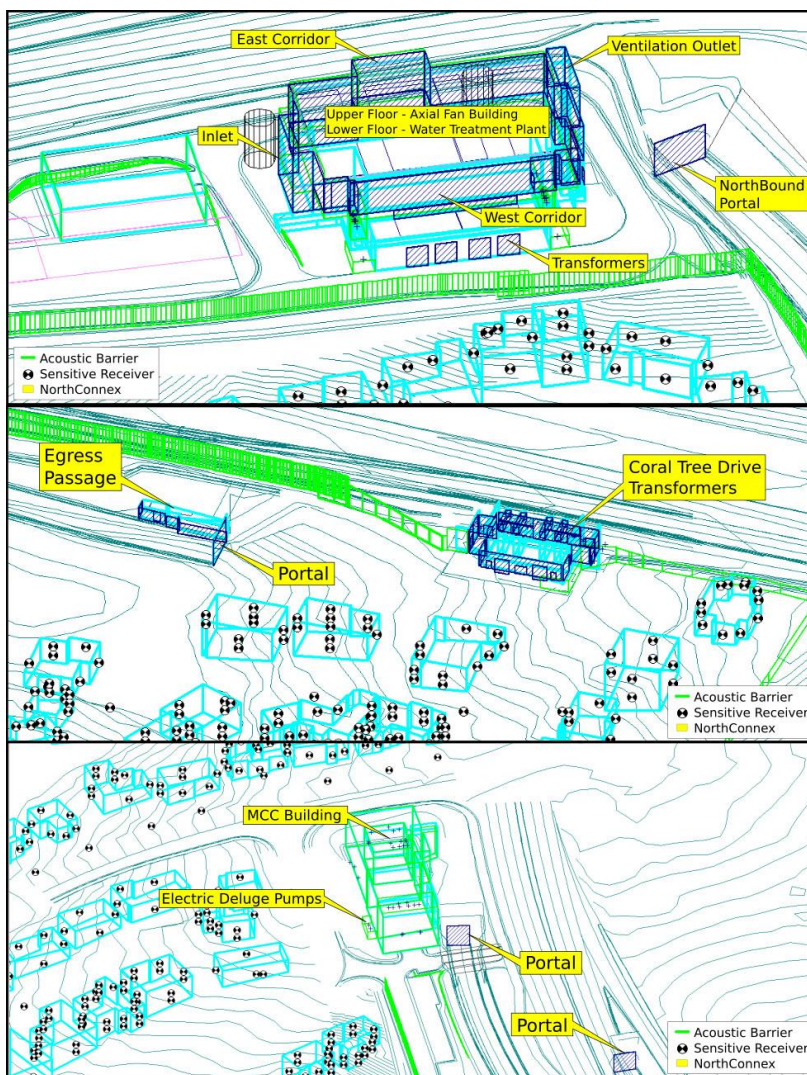 East Corridor
Ventilation Outlet
Upper Floor - Axial Fan Building
Lower Floor - Water Treatment Plant
Inlet
NorthBound
Portal
West Corridor
Transformers
Acoustic Barrier
Sensitive Receiver
NorthConnex
Egress
Passage
Coral Tree Drive
Transformers
Portal
Acoustic Barrier
Sensitive Receiver
NorthConnex
MCC Building
Electric Deluge Pumps
Portal
Portal
Acoustic Barrier
Sensitive Receiver
NorthConnex